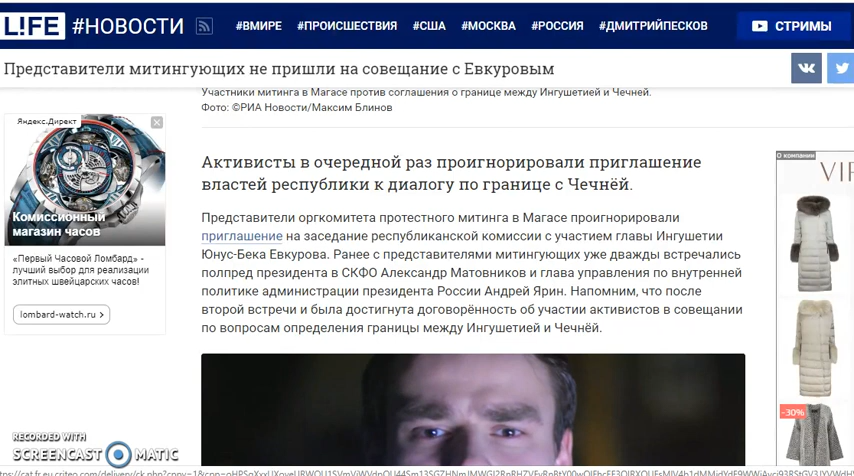 L!FE #НОВОСТИ #ВМИРЕ #ПРОИСШЕСТВИЯ #США #МОСКВА #РОССИЯ #ДМИТРИЙПЕСКОВ СТРИМЫ
Представители митингующих не пришли на совещание с Евкуровым
Участники митинга в Магасе против соглашения о границе между Ингушетией и Чечней.
Фото: ©РИА Новости/Максим Блинов
Яндекс.Директ
Комиссионный
магазин часов
«Первый Часовой Ломбард» -
лучший выбор для реализации
элитных швейцарских часов!
lombard-watch.ru
Активисты в очередной раз проигнорировали приглашение
властей республики к диалогу по границе с Чечнёй.
Представители оргкомитета протестного митинга в Магасе проигнорировали
приглашение на заседание республиканской комиссии с участием главы Ингушетии
Юнус-Бека Евкурова. Ранее с представителями митингующих уже дважды встречались
полпред президента в СКФО Александр Матовников и глава управления по внутренней
политике администрации президента России Андрей Ярин. Напомним, что после
второй встречи и была достигнута договорённость об участии активистов в совещании
по вопросам определения границы между Ингушетией и Чечнёй.
О компании
VIP
-30%
RECORDED WITH
SCREENCAST MATIC